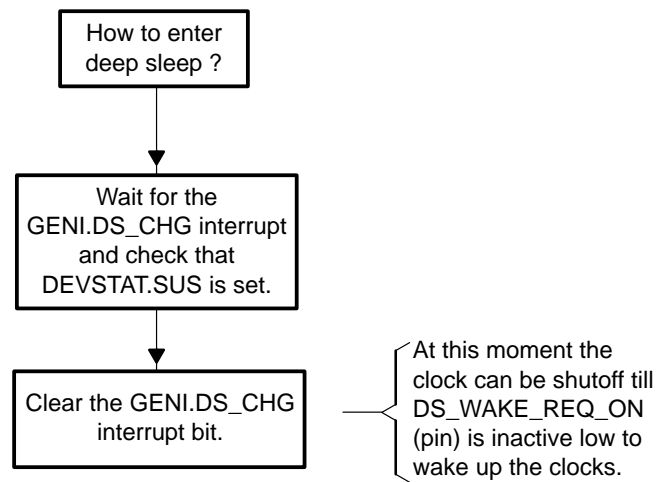 How to enter
deep sleep ?
Wait for the
GENI.DS_CHG interrupt
and check that
DEVSTAT.SUS is set.
Clear the GENI.DS_CHG
interrupt bit.
At this moment the
clock can be shutoff till
DS_WAKE_REQ_ON
(pin) is inactive low to
wake up the clocks.